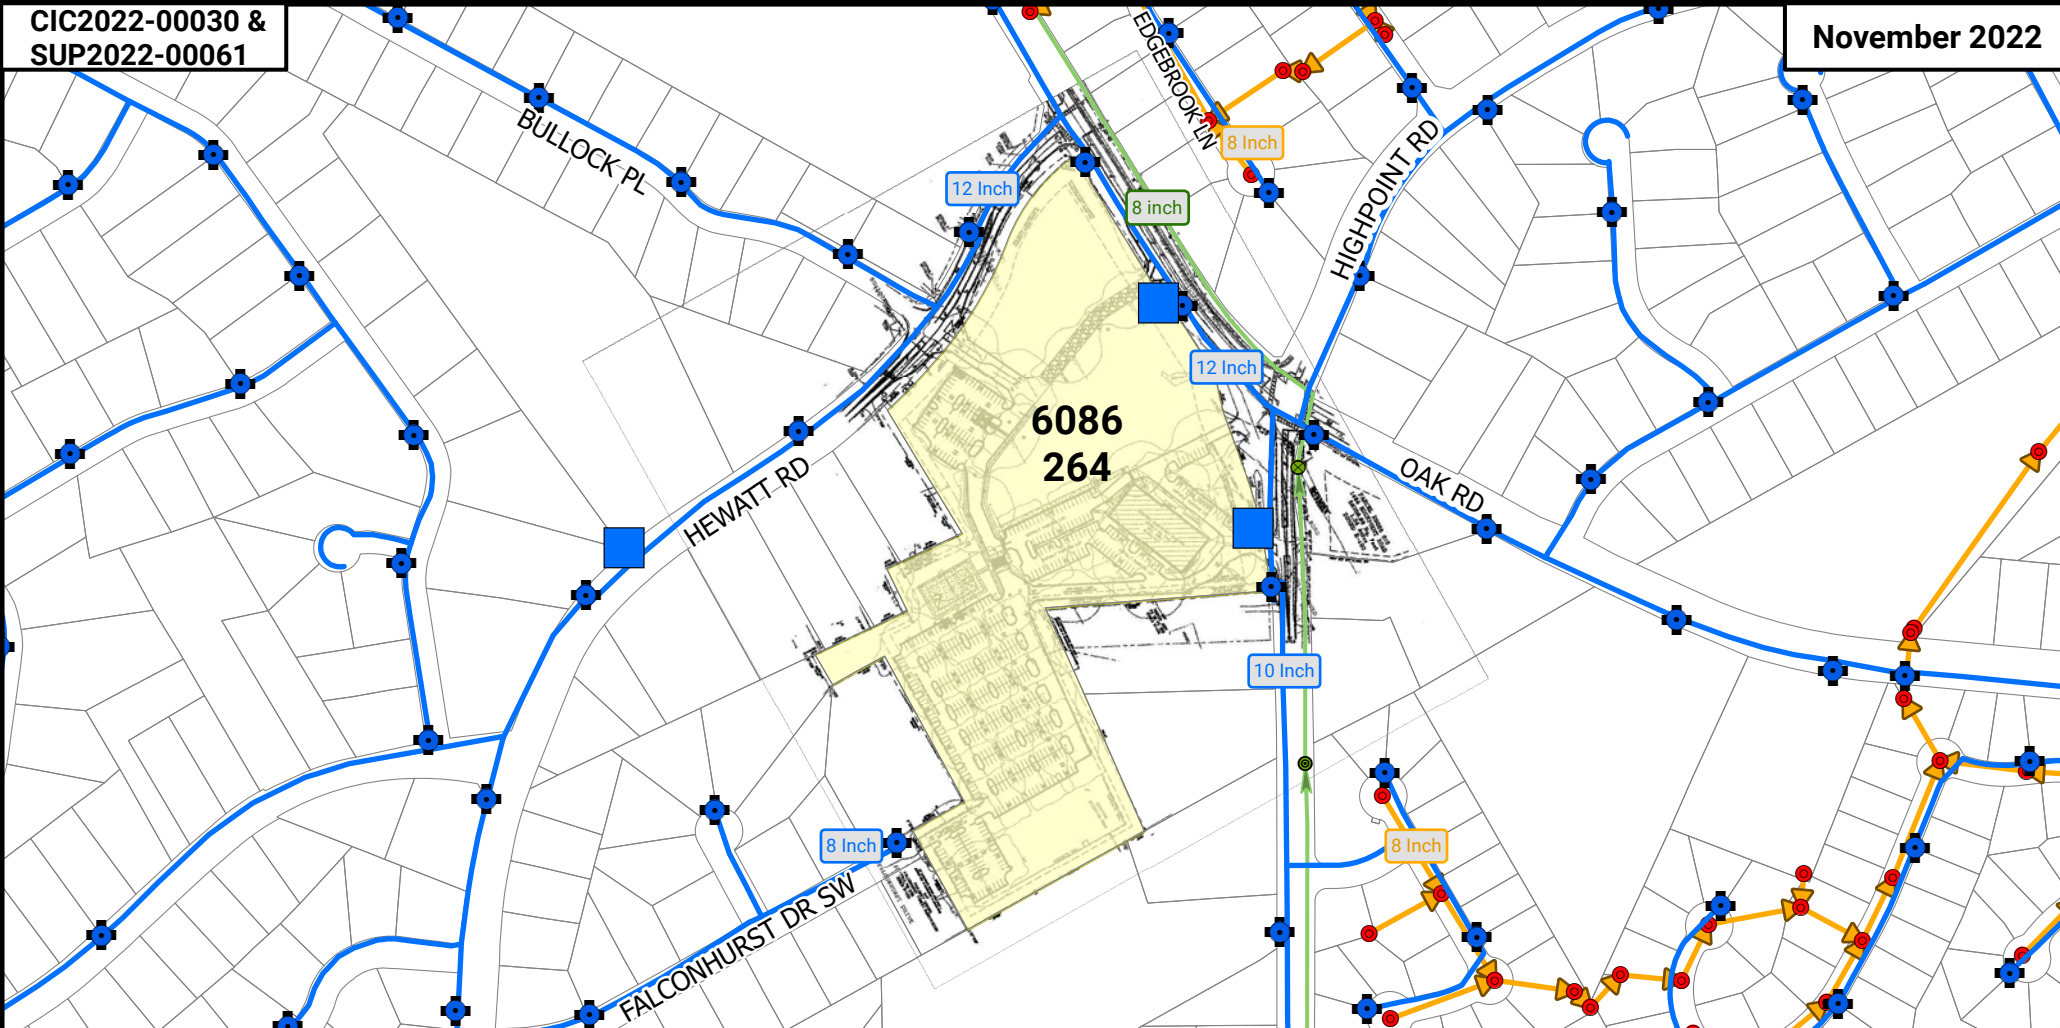 CIC2022-00030 &
SUP2022-00061
November 2022
EDGEBROOK LN
BULLOCK PL
8 Inch
HIGHPOINT RD
12 Inch
8 inch
12 Inch
6086
264
HEWATT RD
OAK RD
10 Inch
8 Inch
8 Inch
FALCONHURST DR SW